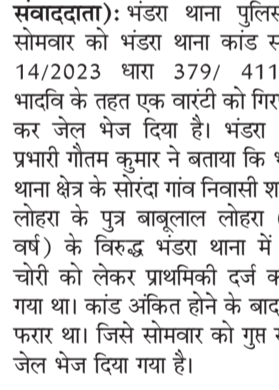 संवाददाता): भंडरा थाना
सोमवार को भंडरा थाना कांड
14/2023 धारा 379/ 411
भादवि के तहत एक वारंटी को
कर जेल भेज दिया है। भंडरा
प्रभारी गौतम कुमार ने बताया कि
थाना क्षेत्र के सोरंदा गांव निवासी
लोहरा के पुत्र बाबूलाल लोहरा
वर्ष) के विरुद्ध भंडरा थाना में
चोरी को लेकर प्राथमिकी दर्ज
गया था। कांड अंकित होने के बाद
फरार था। जिसे सोमवार को गुप्त
जेल भेज दिया गया है।